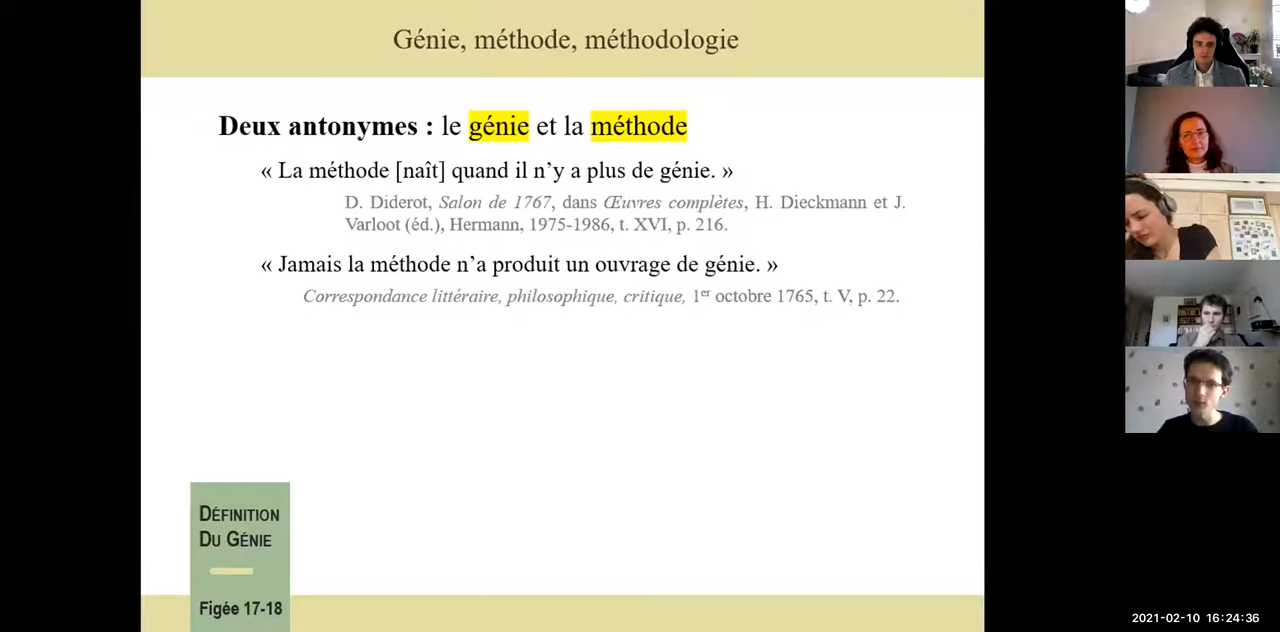 Génie, méthode, méthodologie
Deux antonymes : le génie et la méthode
« La méthode [naît] quand il n’y a plus de génie. »
D. Diderot, Salon de 1767, dans Œuvres complètes, H. Dieckmann et J.
Varloot (éd.), Hermann, 1975-1986, t. XVI, p. 216.
« Jamais la méthode n’a produit un ouvrage de génie. »
Correspondance littéraire, philosophique, critique, 1er octobre 1765, t. V, p. 22.
DÉFINITION
DU GÉNIE
Figée 17-18
2021-02-10 16:24:36